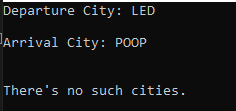 Departure City: LED
Arrival City: POOP
There's no such cities.